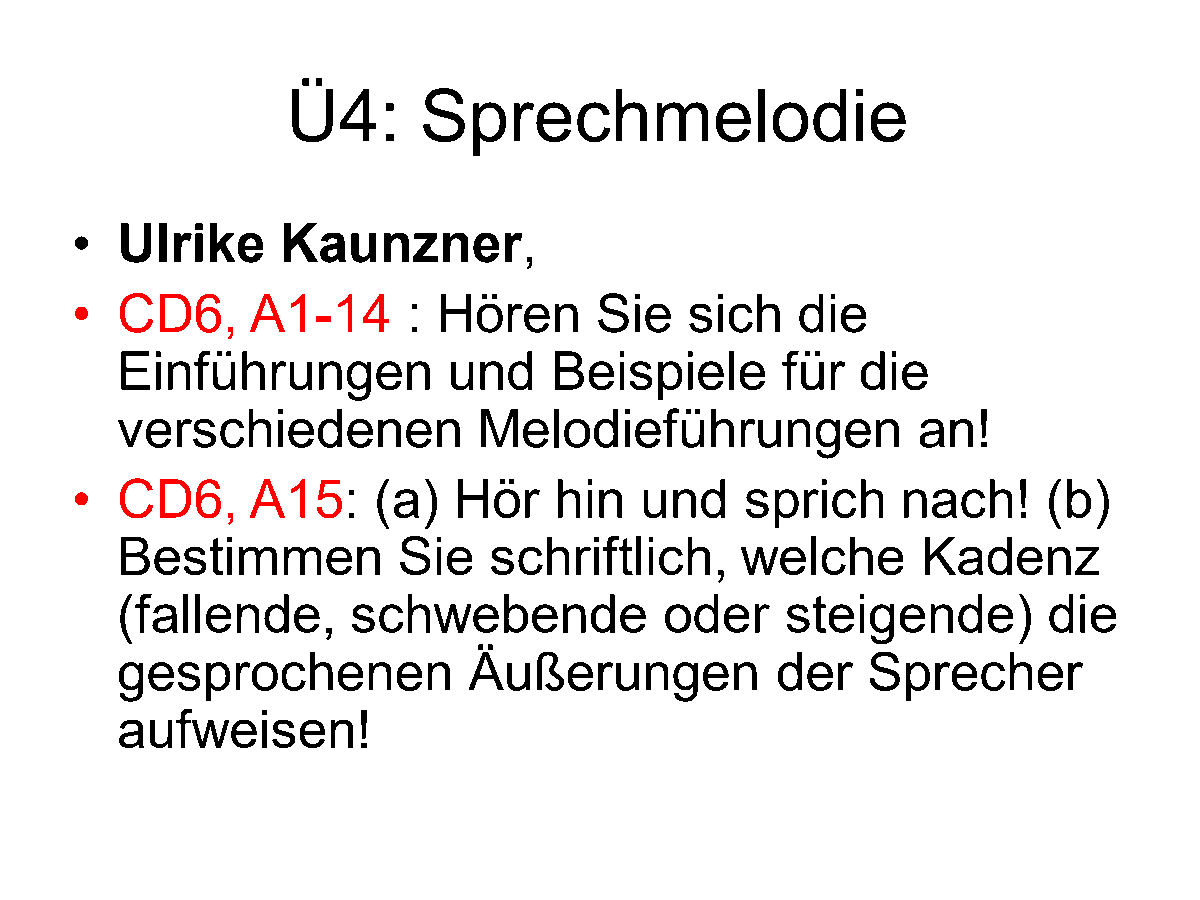 Ü4: Sprechmelodie
• Ulrike Kaunzner,
• CD6, A1-14 : Hören Sie sich die
Einführungen und Beispiele für die
verschiedenen Melodieführungen an!
• CD6, A15: (a) Hör hin und sprich nach! (b)
Bestimmen Sie schriftlich, welche Kadenz
(fallende, schwebende oder steigende) die
gesprochenen Äußerungen der Sprecher
aufweisen!